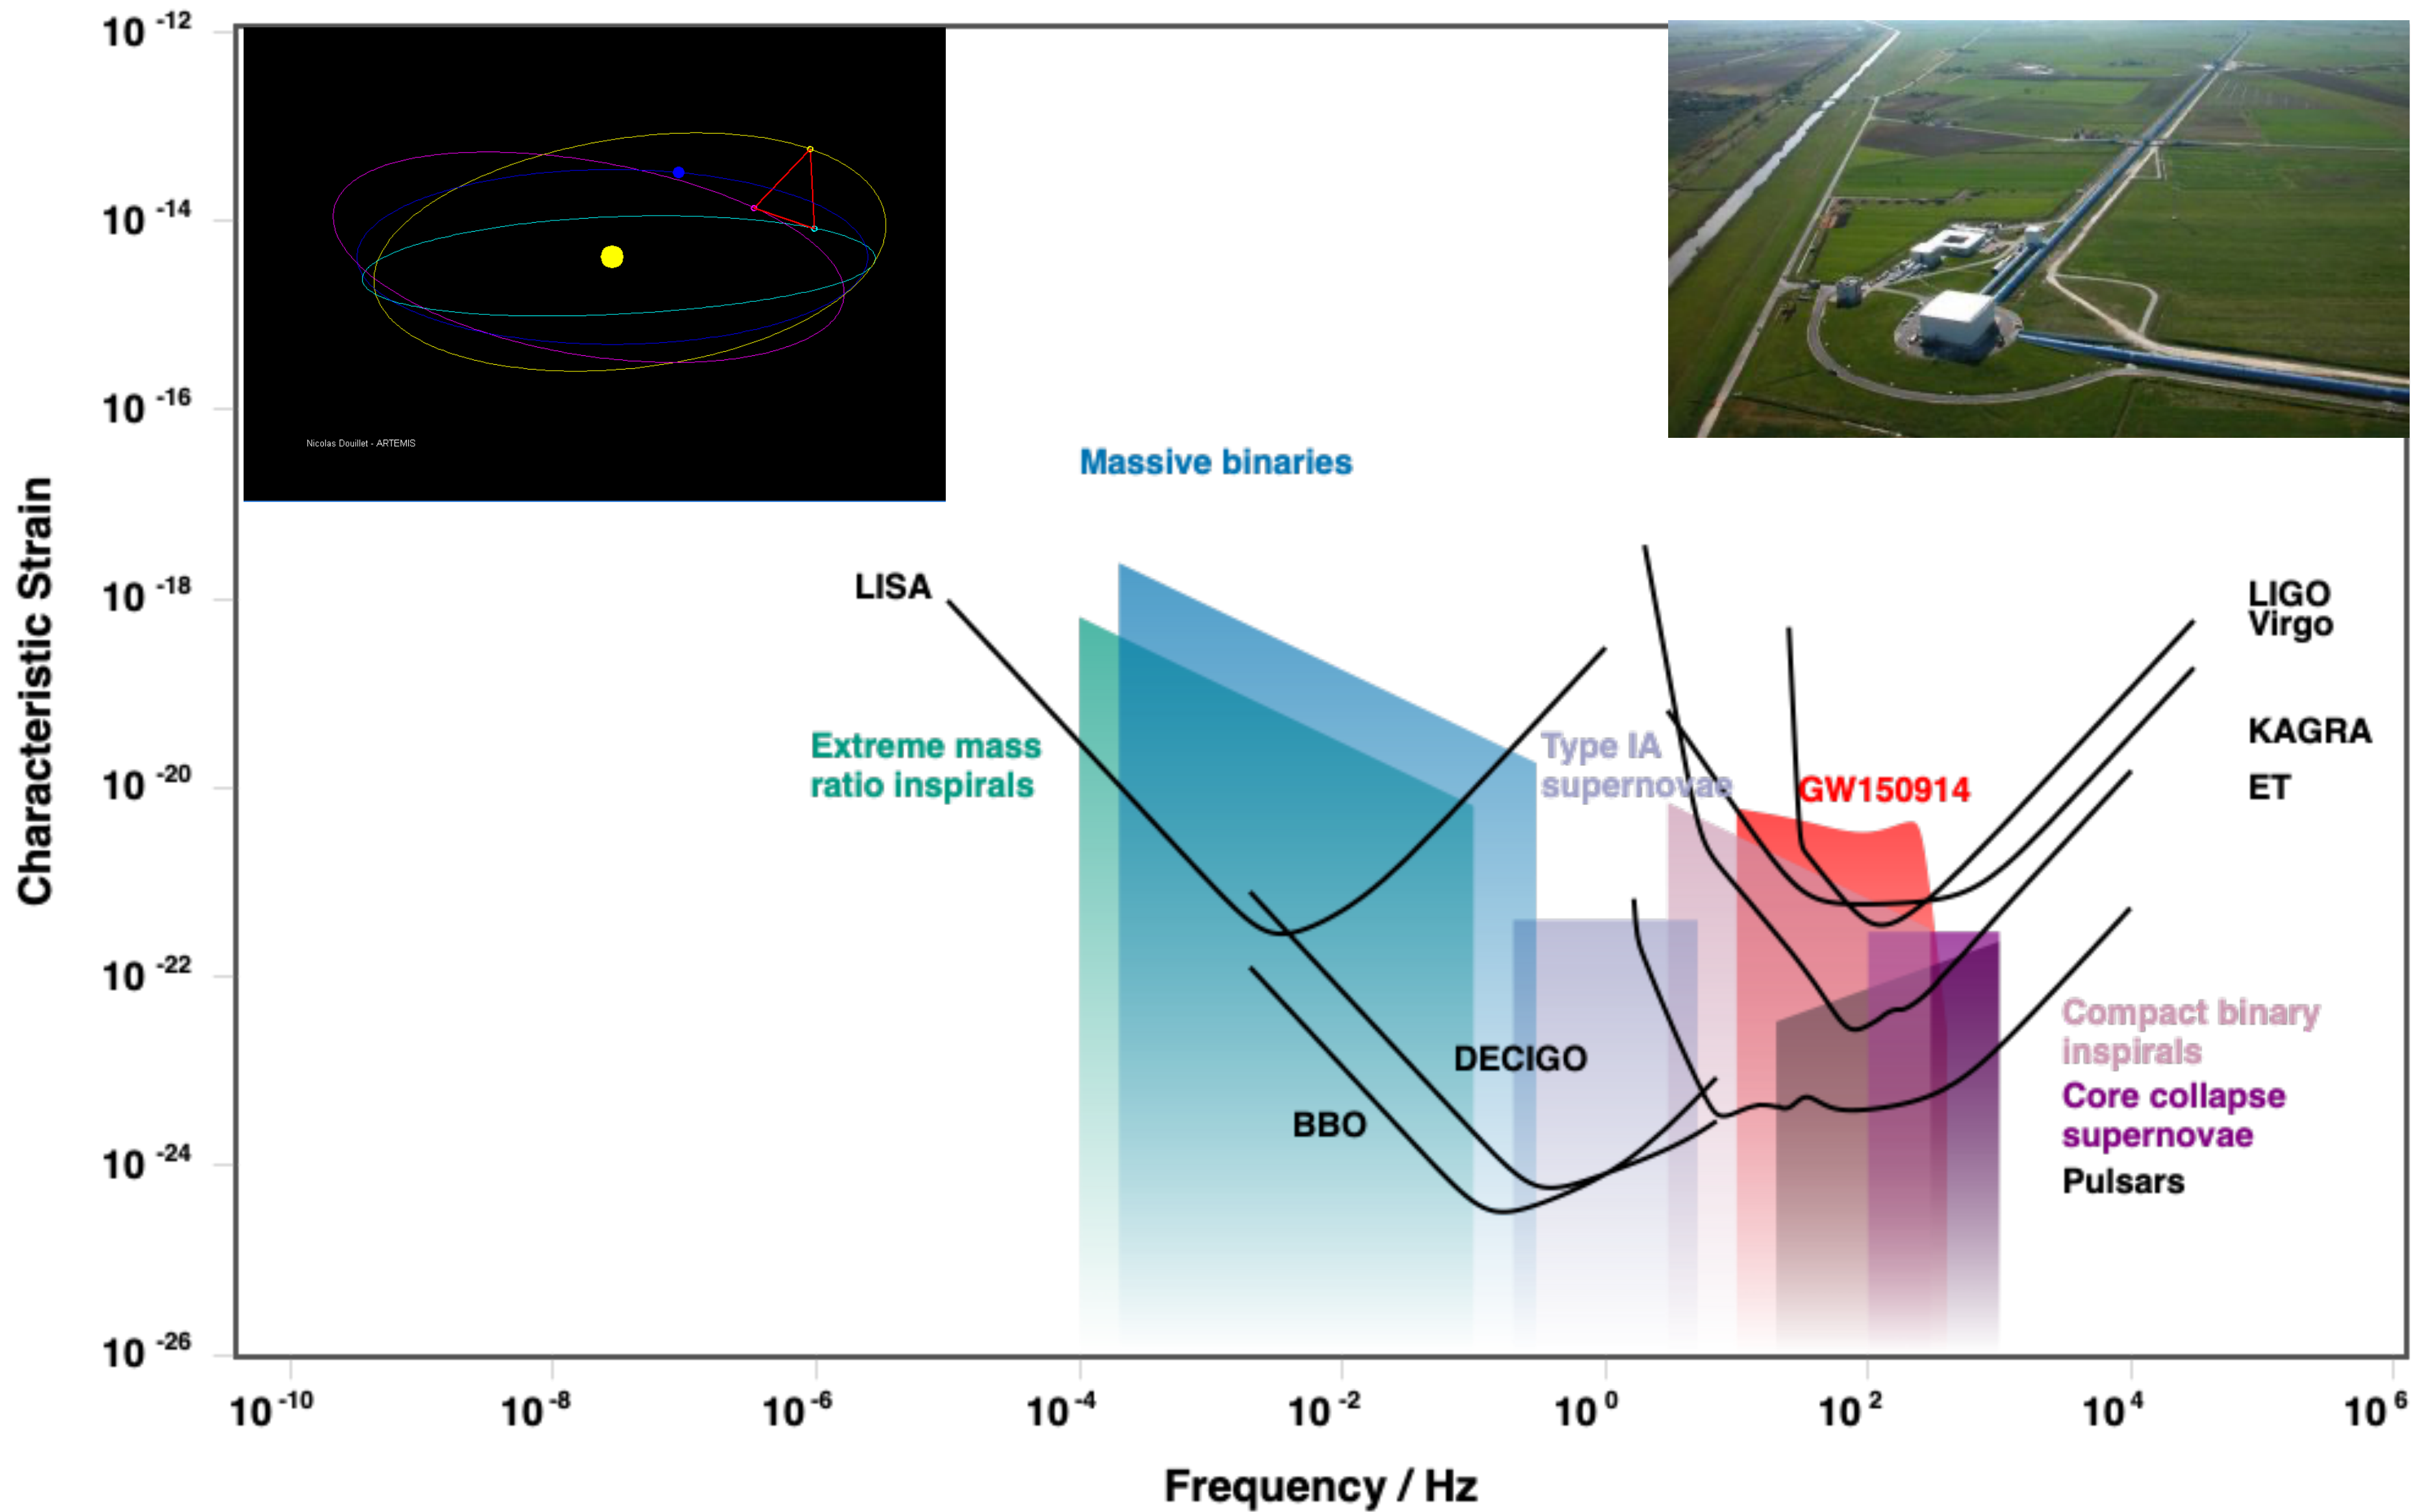 10 -12
10 -14
10 -16
10 -18
10 -20
10 -22
10 -24
10 -26
Characteristic Strain
Nicolas Douillet - ARTEMIS
Massive binaries
LISA
LIGO
Virgo
KAGRA
ET
Extreme mass
ratio inspirals
Type IA
supernovae
GW150914
DECIGO
BBO
Compact binary
inspirals
Core collapse
supernovae
Pulsars
10 -10
10 -8
10 -6
10 -4
10 -2
10 0
10 2
10 4
10 6
Frequency / Hz